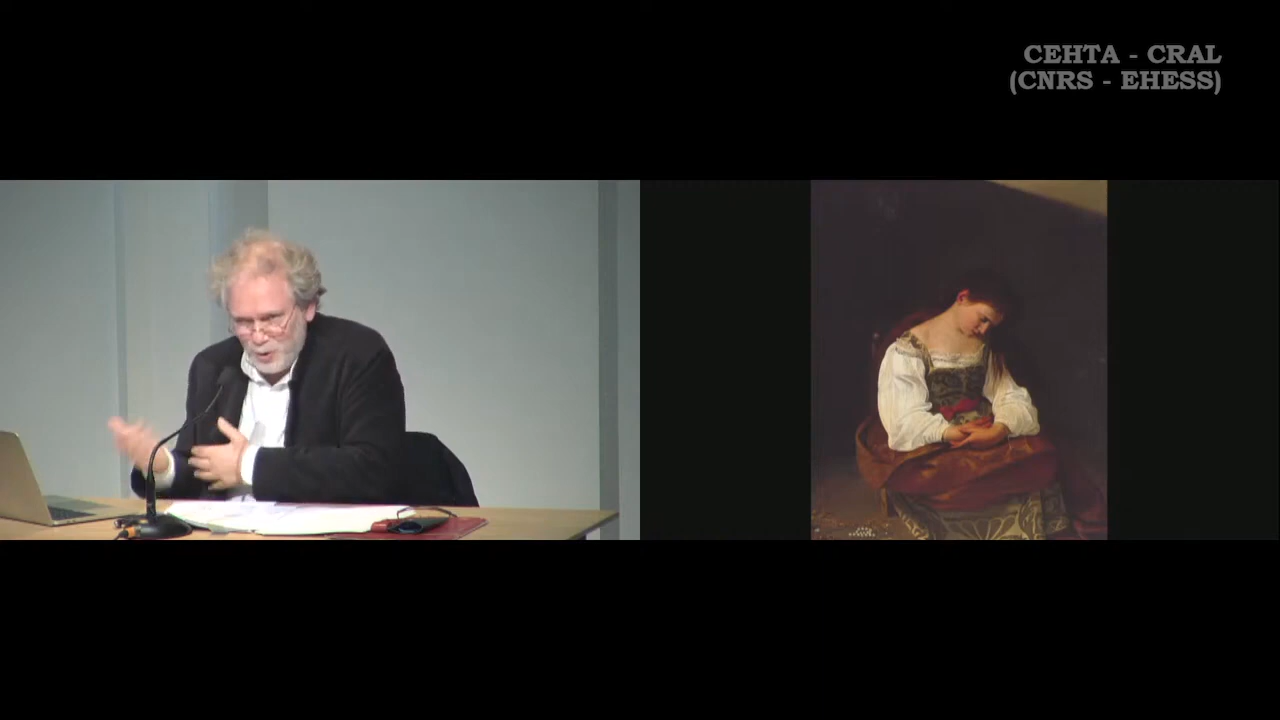 CEHTA - CRAL
(CNRS - EHESS)